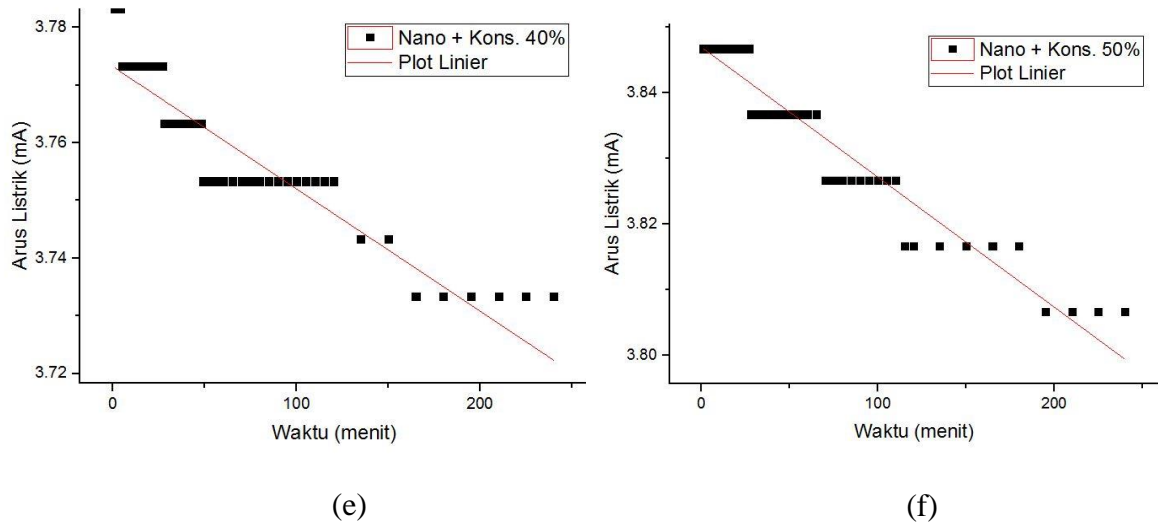 3.78
3.76
3.74
3.72
Arus Listrik (mA)
0
100
200
Waktu (menit)
Nano + Kons. 40%
Plot Linier
(e)
3.84
3.82
3.80
Arus Listrik (mA)
0
100
200
Waktu (menit)
Nano + Kons. 50%
Plot Linier
(f)